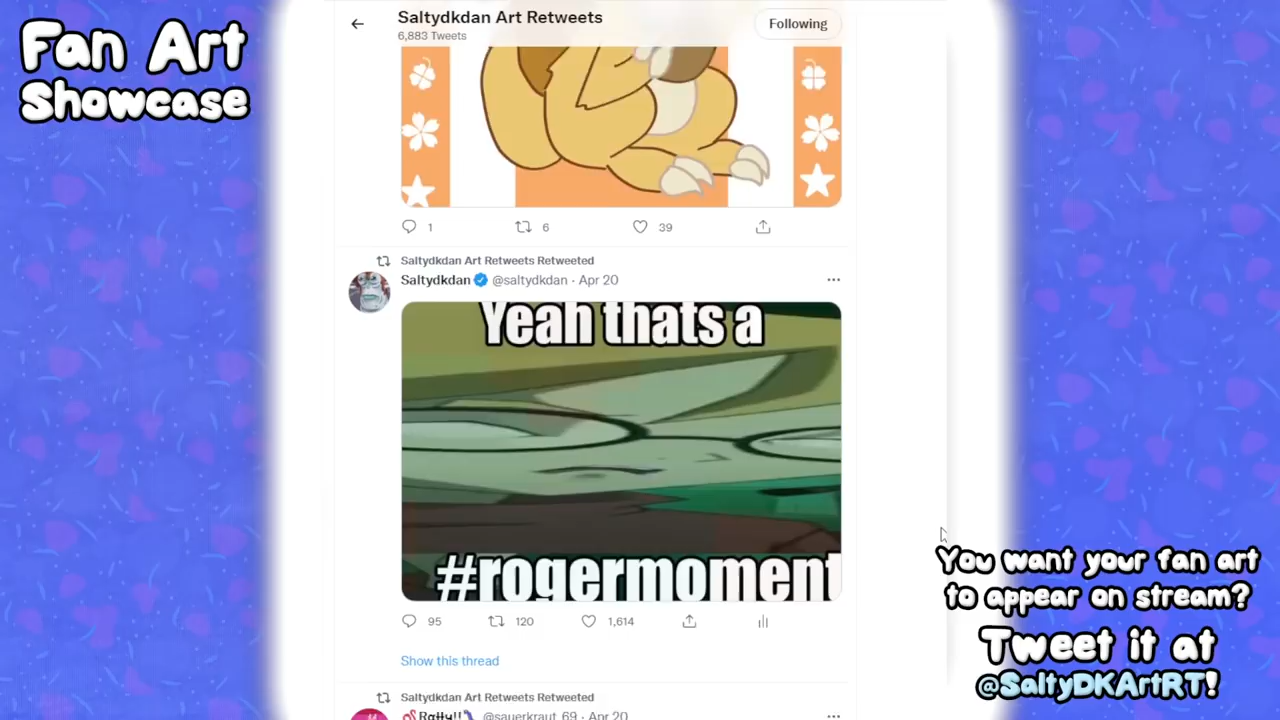 Fan Art
Showcase
Saltydkdan Art Retweets
Following
6,883 Tweets
1
6
39
Saltydkdan Art Retweets Retweeted
Saltydkdan @saltydkdan · Apr 20
Yeah thats a
#rogermoment
95
120
1,614
Show this thread
Saltydkdan Art Retweets Retweeted
Ratty!! @sauerkraut_69 · Apr 20
You want your fan art
to appear on stream?
Tweet it at
@SaltyDKArtRT!